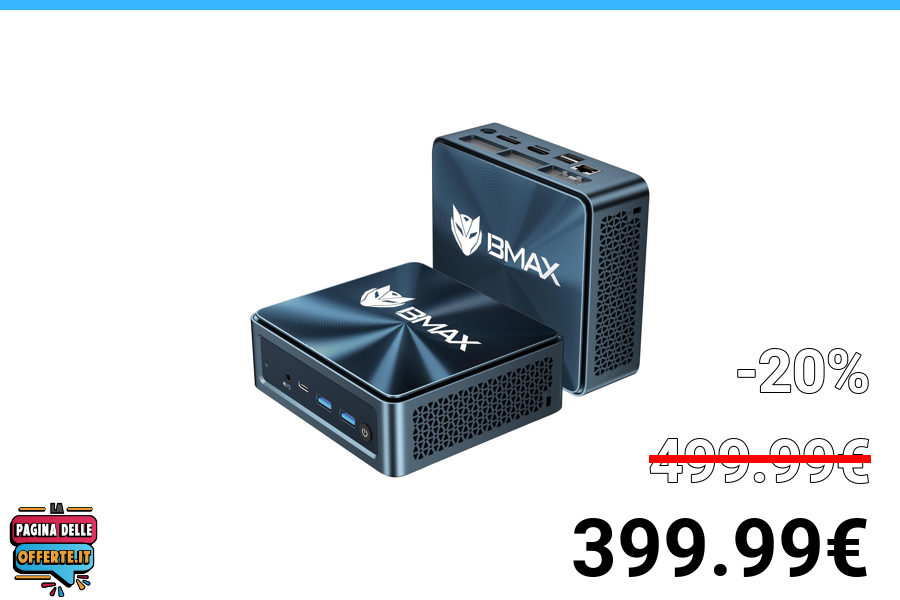 BMAX
BMAX
-20%
499.99€
399.99€
LA
PAGINA DELLE
OFFERTE.IT